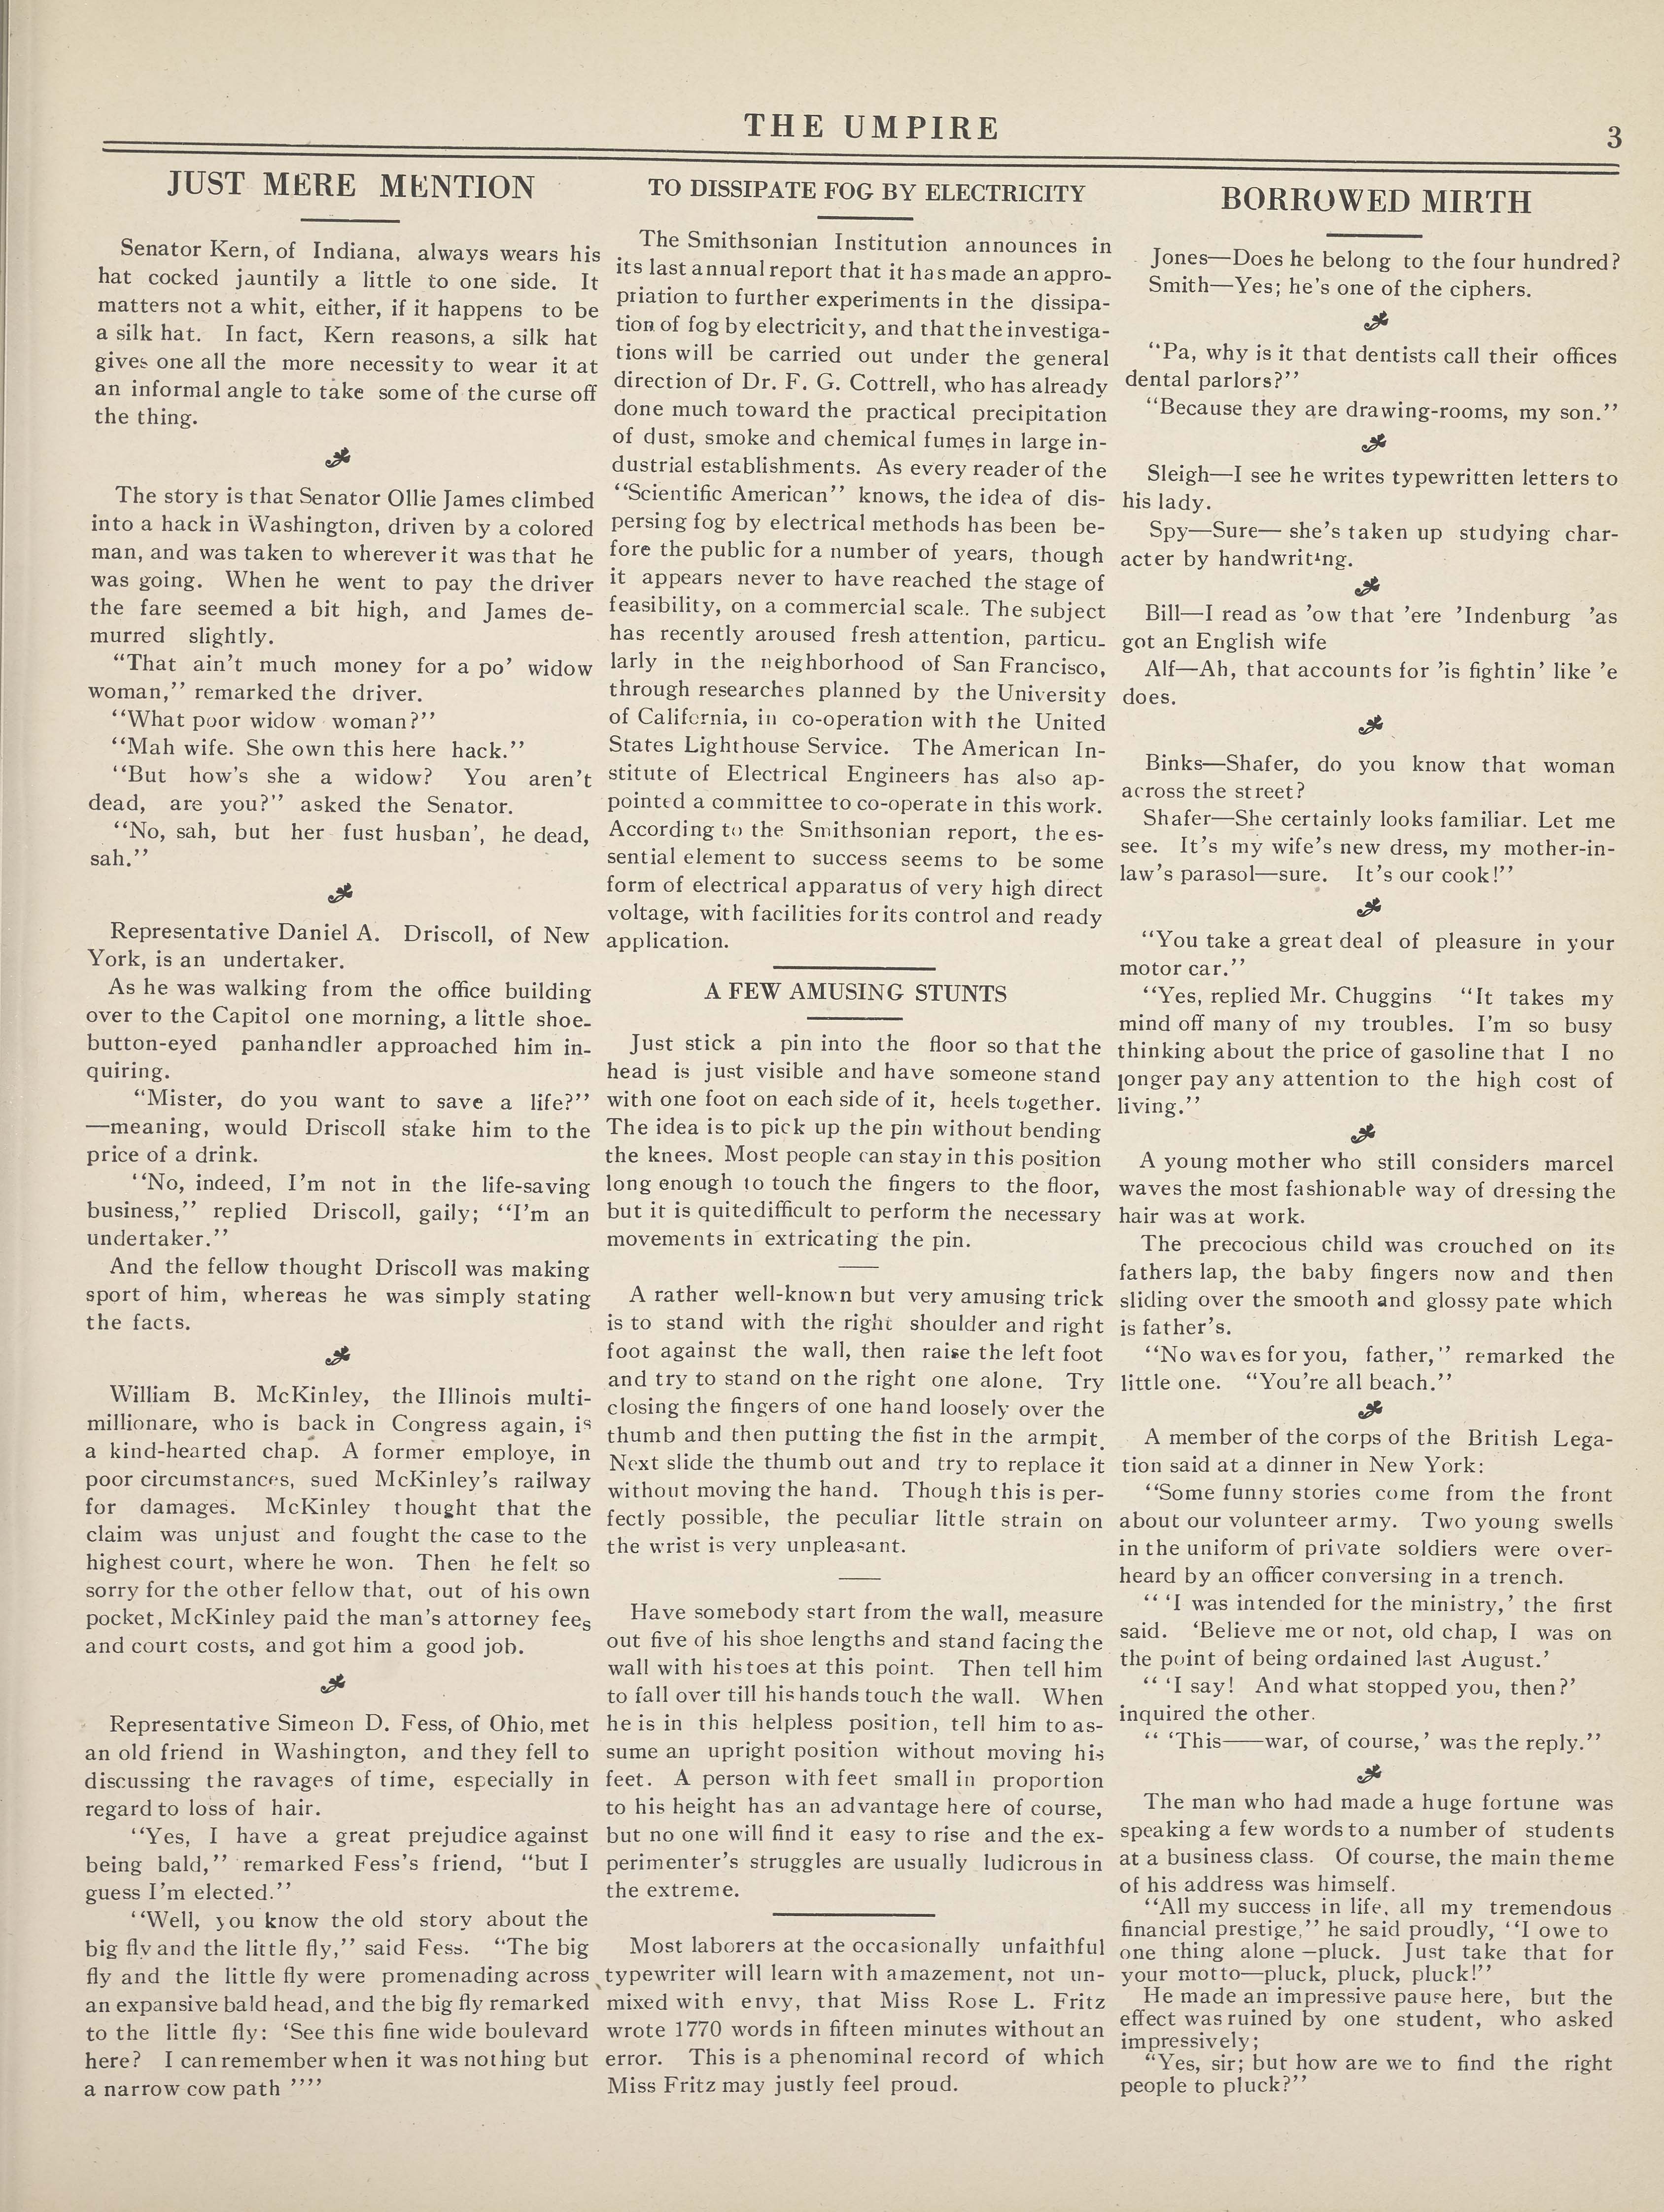 THE UMPIRE
3
JUST MERE MENTION
Senator Kern, of Indiana, always wears his
hat cocked jauntily a little to one side. It
matters not a whit, either, if it happens to be
a silk hat. In fact, Kern reasons, a silk hat
gives one all the more necessity to wear it at
an informal angle to take some of the curse off
the thing.
The story is that Senator Ollie James climbed
into a hack in Washington, driven by a colored
man, and was taken to wherever it was that he
was going. When he went to pay the driver
the fare seemed a bit high, and James de-
murred slightly.
“That ain’t much money for a po’ widow
woman,’’ remarked the driver.
‘‘What poor widow woman?’’
‘‘Mah wife. She own this here hack.’’
‘‘But how’s she a widow? You aren’t
dead, are you?’’ asked the Senator.
‘‘No, sah, but her fust husban’, he dead,
sah.’’
Representative Daniel A. Driscoll, of New
York, is an undertaker.
As he was walking from the office building
over to the Capitol one morning, a little shoe-
button-eyed panhandler approached him in-
quiring.
“Mister, do you want to save a life?’’
—meaning, would Driscoll stake him to the
price of a drink.
‘‘No, indeed, I’m not in the life-saving
business,’’ replied Driscoll, gaily; ‘‘I’m an
undertaker.’’
And the fellow thought Driscoll was making
sport of him, whereas he was simply stating
the facts.
William B. McKinley, the Illinois multi-
millionare, who is back in Congress again, is
a kind-hearted chap. A former employe, in
poor circumstances, sued McKinley’s railway
for damages. McKinley thought that the
claim was unjust and fought the case to the
highest court, where he won. Then he felt so
sorry for the other fellow that, out of his own
pocket, McKinley paid the man’s attorney fees
and court costs, and got him a good job.
Representative Simeon D. Fess, of Ohio, met
an old friend in Washington, and they fell to
discussing the ravages of time, especially in
regard to loss of hair.
‘‘Yes, I have a great prejudice against
being bald,’’ remarked Fess’s friend, “but I
guess I’m elected.’’
‘‘Well, you know the old story about the
big fly and the little fly,’’ said Fess. “The big
fly and the little fly were promenading across
an expansive bald head, and the big fly remarked
to the little fly: ‘See this fine wide boulevard
here? I can remember when it was nothing but
a narrow cow path ’’’’
TO DISSIPATE FOG BY ELECTRICITY
The Smithsonian Institution announces in
its last annual report that it has made an appro-
priation to further experiments in the dissipa-
tion of fog by electricity, and that the investiga-
tions will be carried out under the general
direction of Dr. F. G. Cottrell, who has already
done much toward the practical precipitation
of dust, smoke and chemical fumes in large in-
dustrial establishments. As every reader of the
‘‘Scientific American’’ knows, the idea of dis-
persing fog by electrical methods has been be-
fore the public for a number of years, though
it appears never to have reached the stage of
feasibility, on a commercial scale. The subject
has recently aroused fresh attention, particu-
larly in the neighborhood of San Francisco,
through researches planned by the University
of California, in co-operation with the United
States Lighthouse Service. The American In-
stitute of Electrical Engineers has also ap-
pointed a committee to co-operate in this work.
According to the Smithsonian report, the es-
sential element to success seems to be some
form of electrical apparatus of very high direct
voltage, with facilities for its control and ready
application.
A FEW AMUSING STUNTS
Just stick a pin into the floor so that the
head is just visible and have someone stand
with one foot on each side of it, heels together.
The idea is to pick up the pin without bending
the knees. Most people can stay in this position
long enough to touch the fingers to the floor,
but it is quitedifficult to perform the necessary
movements in extricating the pin.
A rather well-known but very amusing trick
is to stand with the right shoulder and right
foot against the wall, then raise the left foot
and try to stand on the right one alone. Try
closing the fingers of one hand loosely over the
thumb and then putting the fist in the armpit.
Next slide the thumb out and try to replace it
without moving the hand. Though this is per-
fectly possible, the peculiar little strain on
the wrist is very unpleasant.
Have somebody start from the wall, measure
out five of his shoe lengths and stand facing the
wall with his toes at this point. Then tell him
to fall over till his hands touch the wall. When
he is in this helpless position, tell him to as-
sume an upright position without moving his
feet. A person with feet small in proportion
to his height has an advantage here of course,
but no one will find it easy to rise and the ex-
perimenter’s struggles are usually ludicrous in
the extreme.
Most laborers at the occasionally unfaithful
typewriter will learn with amazement, not un-
mixed with envy, that Miss Rose L. Fritz
wrote 1770 words in fifteen minutes without an
error. This is a phenominal record of which
Miss Fritz may justly feel proud.
BORROWED MIRTH
Jones—Does he belong to the four hundred?
Smith—Yes; he’s one of the ciphers.
‘‘Pa, why is it that dentists call their offices
dental parlors?’’
‘‘Because they are drawing-rooms, my son.’’
Sleigh—I see he writes typewritten letters to
his lady.
Spy—Sure— she’s taken up studying char-
acter by handwriting.
Bill—I read as ’ow that ’ere ’Indenburg ’as
got an English wife
Alf—Ah, that accounts for ’is fightin’ like ’e
does.
Binks—Shafer, do you know that woman
across the street?
Shafer—She certainly looks familiar. Let me
see. It’s my wife’s new dress, my mother-in-
law’s parasol—sure. It’s our cook!’’
‘‘You take a great deal of pleasure in your
motor car.’’
‘‘Yes, replied Mr. Chuggins “It takes my
mind off many of my troubles. I’m so busy
thinking about the price of gasoline that I no
longer pay any attention to the high cost of
living.’’
A young mother who still considers marcel
waves the most fashionable way of dressing the
hair was at work.
The precocious child was crouched on its
fathers lap, the baby fingers now and then
sliding over the smooth and glossy pate which
is father’s.
‘‘No waves for you, father,’’ remarked the
little one. “You’re all beach.’’
A member of the corps of the British Lega-
tion said at a dinner in New York:
‘‘Some funny stories come from the front
about our volunteer army. Two young swells
in the uniform of private soldiers were over-
heard by an officer conversing in a trench.
‘‘ ‘I was intended for the ministry,’ the first
said. ‘Believe me or not, old chap, I was on
the point of being ordained last August.’
‘‘ ‘I say! And what stopped you, then?’
inquired the other.
‘‘ ‘This——war, of course,’ was the reply.’’
The man who had made a huge fortune was
speaking a few words to a number of students
at a business class. Of course, the main theme
of his address was himself.
‘‘All my success in life, all my tremendous
financial prestige,’’ he said proudly, ‘‘I owe to
one thing alone —pluck. Just take that for
your motto—pluck, pluck, pluck!’’
He made an impressive pause here, but the
effect was ruined by one student, who asked
impressively;
“Yes, sir; but how are we to find the right
people to pluck?’’